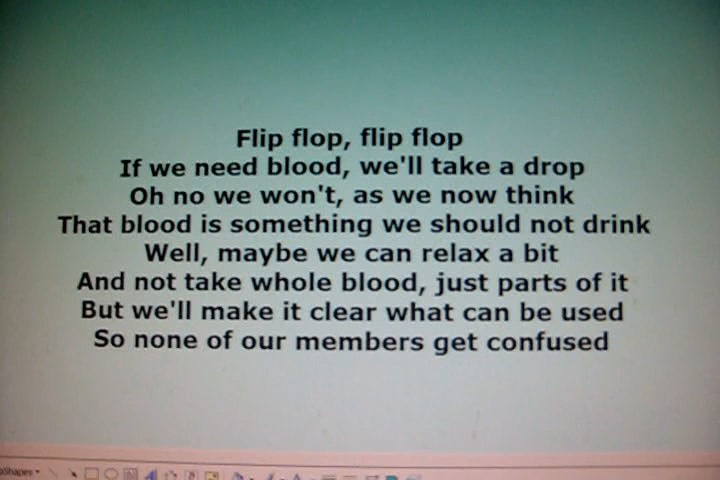 Flip flop, flip flop
If we need blood, we'll take a drop
Oh no we won't, as we now think
That blood is something we should not drink
Well, maybe we can relax a bit
And not take whole blood, just parts of it
But we'll make it clear what can be used
So none of our members get confused